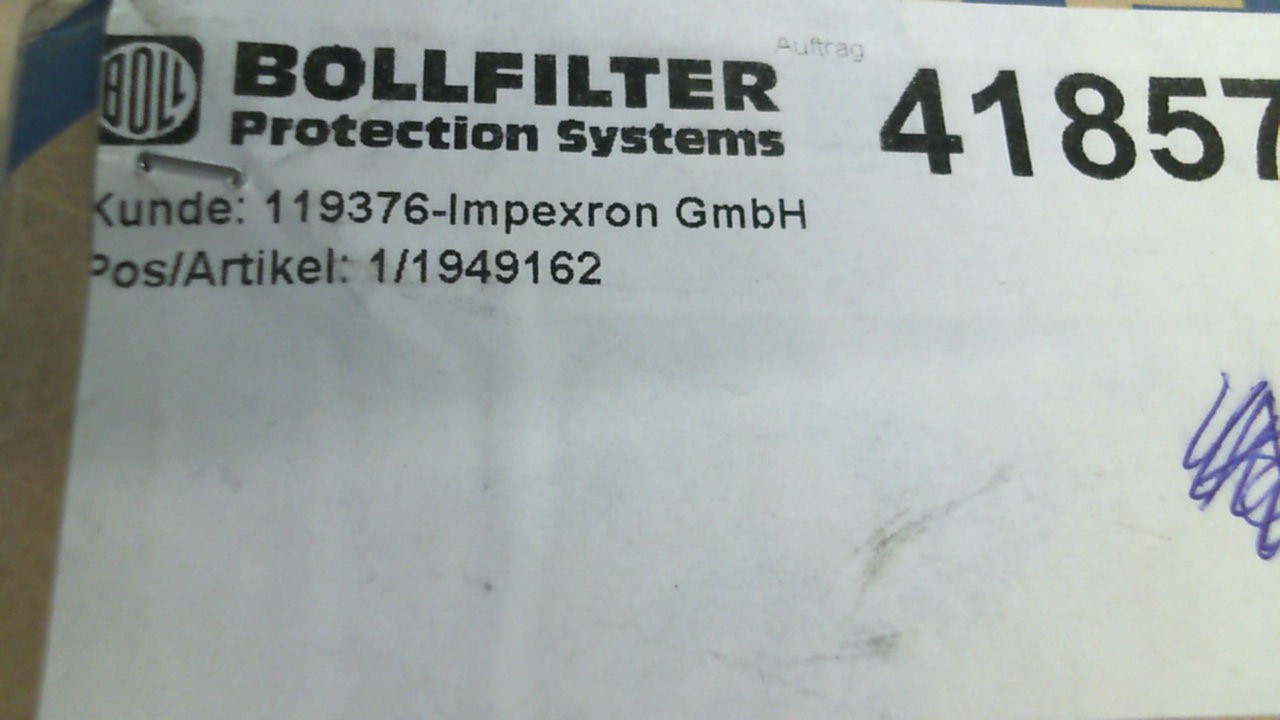 BOLL
BOLLFILTER
Protection Systems
Auftrag
41857
Kunde: 119376-Impexron GmbH
Pos/Artikel: 1/1949162